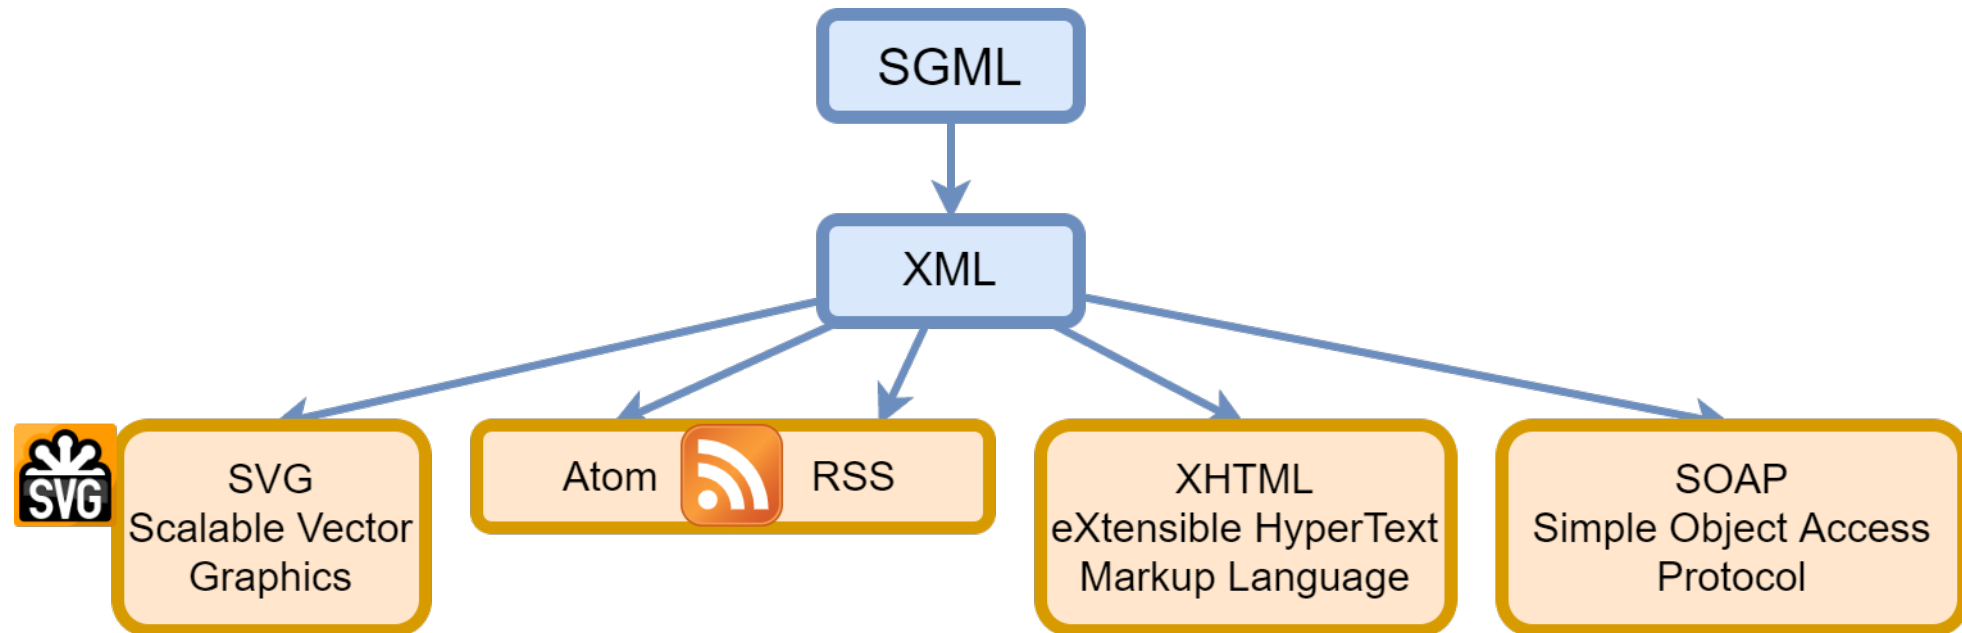 SGML
XML
SVG
SVG
Scalable Vector
Graphics
Atom
RSS
XHTML
eXtensible HyperText
Markup Language
SOAP
Simple Object Access
Protocol